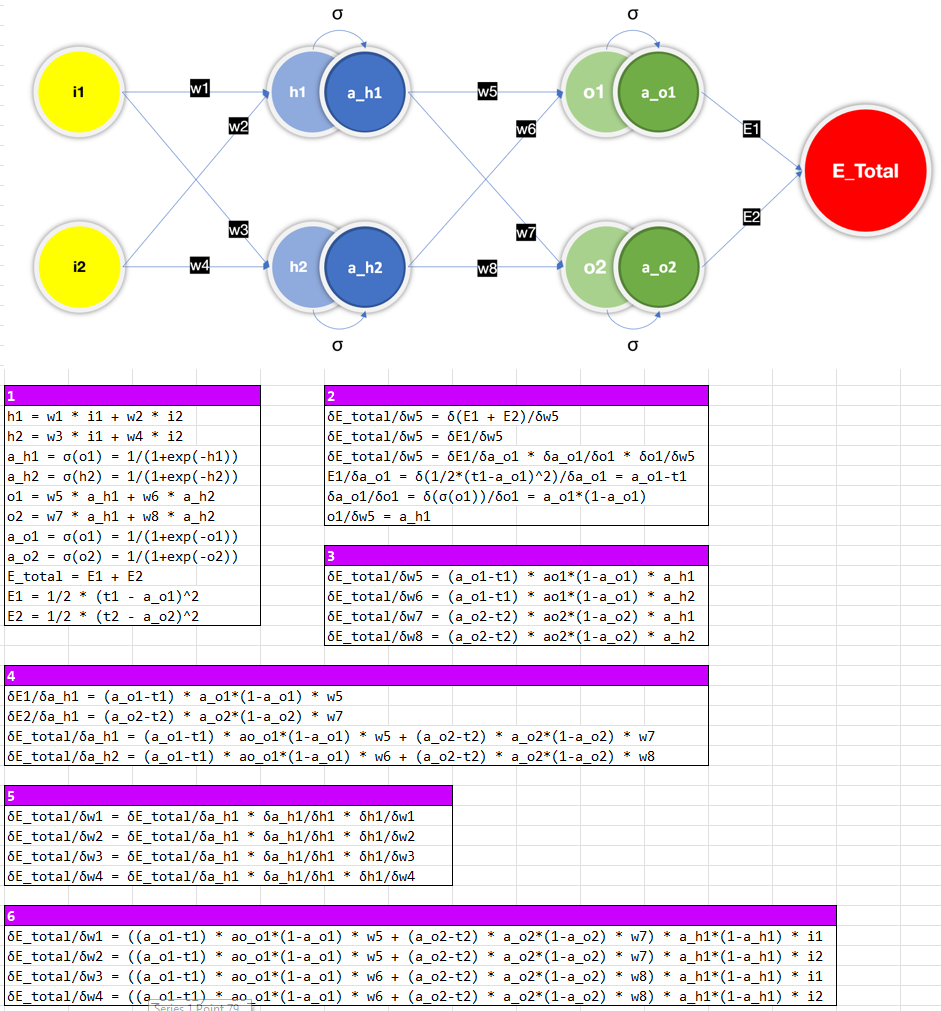 σ
σ
i1
w1
h1
a_h1
w5
o1
a_o1
w2
w6
E1
E_Total
w3
w7
E2
i2
w4
h2
a_h2
w8
o2
a_o2
σ
σ
1
h1 = w1 * i1 + w2 * i2
h2 = w3 * i1 + w4 * i2
a_h1 = σ(o1) = 1/(1+exp(-h1))
a_h2 = σ(h2) = 1/(1+exp(-h2))
o1 = w5 * a_h1 + w6 * a_h2
o2 = w7 * a_h1 + w8 * a_h2
a_o1 = σ(o1) = 1/(1+exp(-o1))
a_o2 = σ(o2) = 1/(1+exp(-o2))
E_total = E1 + E2
E1 = 1/2 * (t1 - a_o1)^2
E2 = 1/2 * (t2 - a_o2)^2
2
δE_total/δw5 = δ(E1 + E2)/δw5
δE_total/δw5 = δE1/δw5
δE_total/δw5 = δE1/δa_o1 * δa_o1/δo1 * δo1/δw5
E1/δa_o1 = δ(1/2*(t1-a_o1)^2)/δa_o1 = a_o1-t1
δa_o1/δo1 = δ(σ(o1))/δo1 = a_o1*(1-a_o1)
o1/δw5 = a_h1
3
δE_total/δw5 = (a_o1-t1) * ao1*(1-a_o1) * a_h1
δE_total/δw6 = (a_o1-t1) * ao1*(1-a_o1) * a_h2
δE_total/δw7 = (a_o2-t2) * ao2*(1-a_o2) * a_h1
δE_total/δw8 = (a_o2-t2) * ao2*(1-a_o2) * a_h2
4
δE1/δa_h1 = (a_o1-t1) * a_o1*(1-a_o1) * w5
δE2/δa_h1 = (a_o2-t2) * a_o2*(1-a_o2) * w7
δE_total/δa_h1 = (a_o1-t1) * ao_o1*(1-a_o1) * w5 + (a_o2-t2) * a_o2*(1-a_o2) * w7
δE_total/δa_h2 = (a_o1-t1) * ao_o1*(1-a_o1) * w6 + (a_o2-t2) * a_o2*(1-a_o2) * w8
5
δE_total/δw1 = δE_total/δa_h1 * δa_h1/δh1 * δh1/δw1
δE_total/δw2 = δE_total/δa_h1 * δa_h1/δh1 * δh1/δw2
δE_total/δw3 = δE_total/δa_h1 * δa_h1/δh1 * δh1/δw3
δE_total/δw4 = δE_total/δa_h1 * δa_h1/δh1 * δh1/δw4
6
δE_total/δw1 = ((a_o1-t1) * ao_o1*(1-a_o1) * w5 + (a_o2-t2) * a_o2*(1-a_o2) * w7) * a_h1*(1-a_h1) * i1
δE_total/δw2 = ((a_o1-t1) * ao_o1*(1-a_o1) * w5 + (a_o2-t2) * a_o2*(1-a_o2) * w7) * a_h1*(1-a_h1) * i2
δE_total/δw3 = ((a_o1-t1) * ao_o1*(1-a_o1) * w6 + (a_o2-t2) * a_o2*(1-a_o2) * w8) * a_h1*(1-a_h1) * i1
δE_total/δw4 = ((a_o1-t1) * ao_o1*(1-a_o1) * w6 + (a_o2-t2) * a_o2*(1-a_o2) * w8) * a_h1*(1-a_h1) * i2
Series 1 Point 79